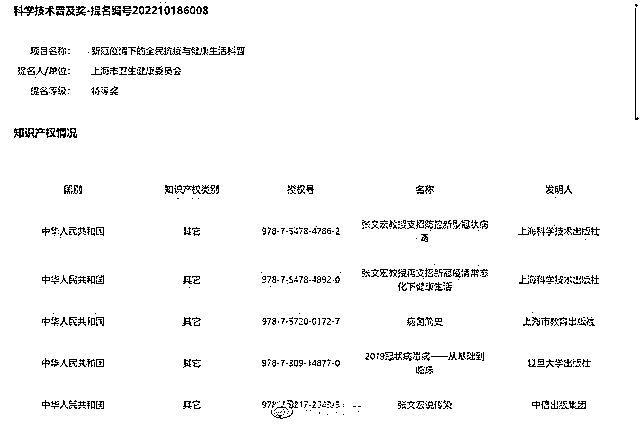 科学技术普及奖-提名编号202210186008
项目名称: 新冠疫情下的全民抗疫与健康生活科普
提名人/单位: 上海市卫生健康委员会
提名等级: 特等奖
知识产权情况
国别 知识产权类别 授权号 名称 发明人
中华人民共和国 其它 978-7-5478-4786-2 张文宏教授支招防控新型冠状病毒 上海科学技术出版社
中华人民共和国 其它 978-7-5478-4892-0 张文宏教授再支招新冠疫情常态化下健康生活 上海科学技术出版社
中华人民共和国 其它 978-7-5720-0172-7 病菌简史 上海市教育出版社
中华人民共和国 其它 978-7-309-14877-0 2019冠状病毒病——从基础到临床 复旦大学出版社
中华人民共和国 其它 张文宏说传染 中信出版集团